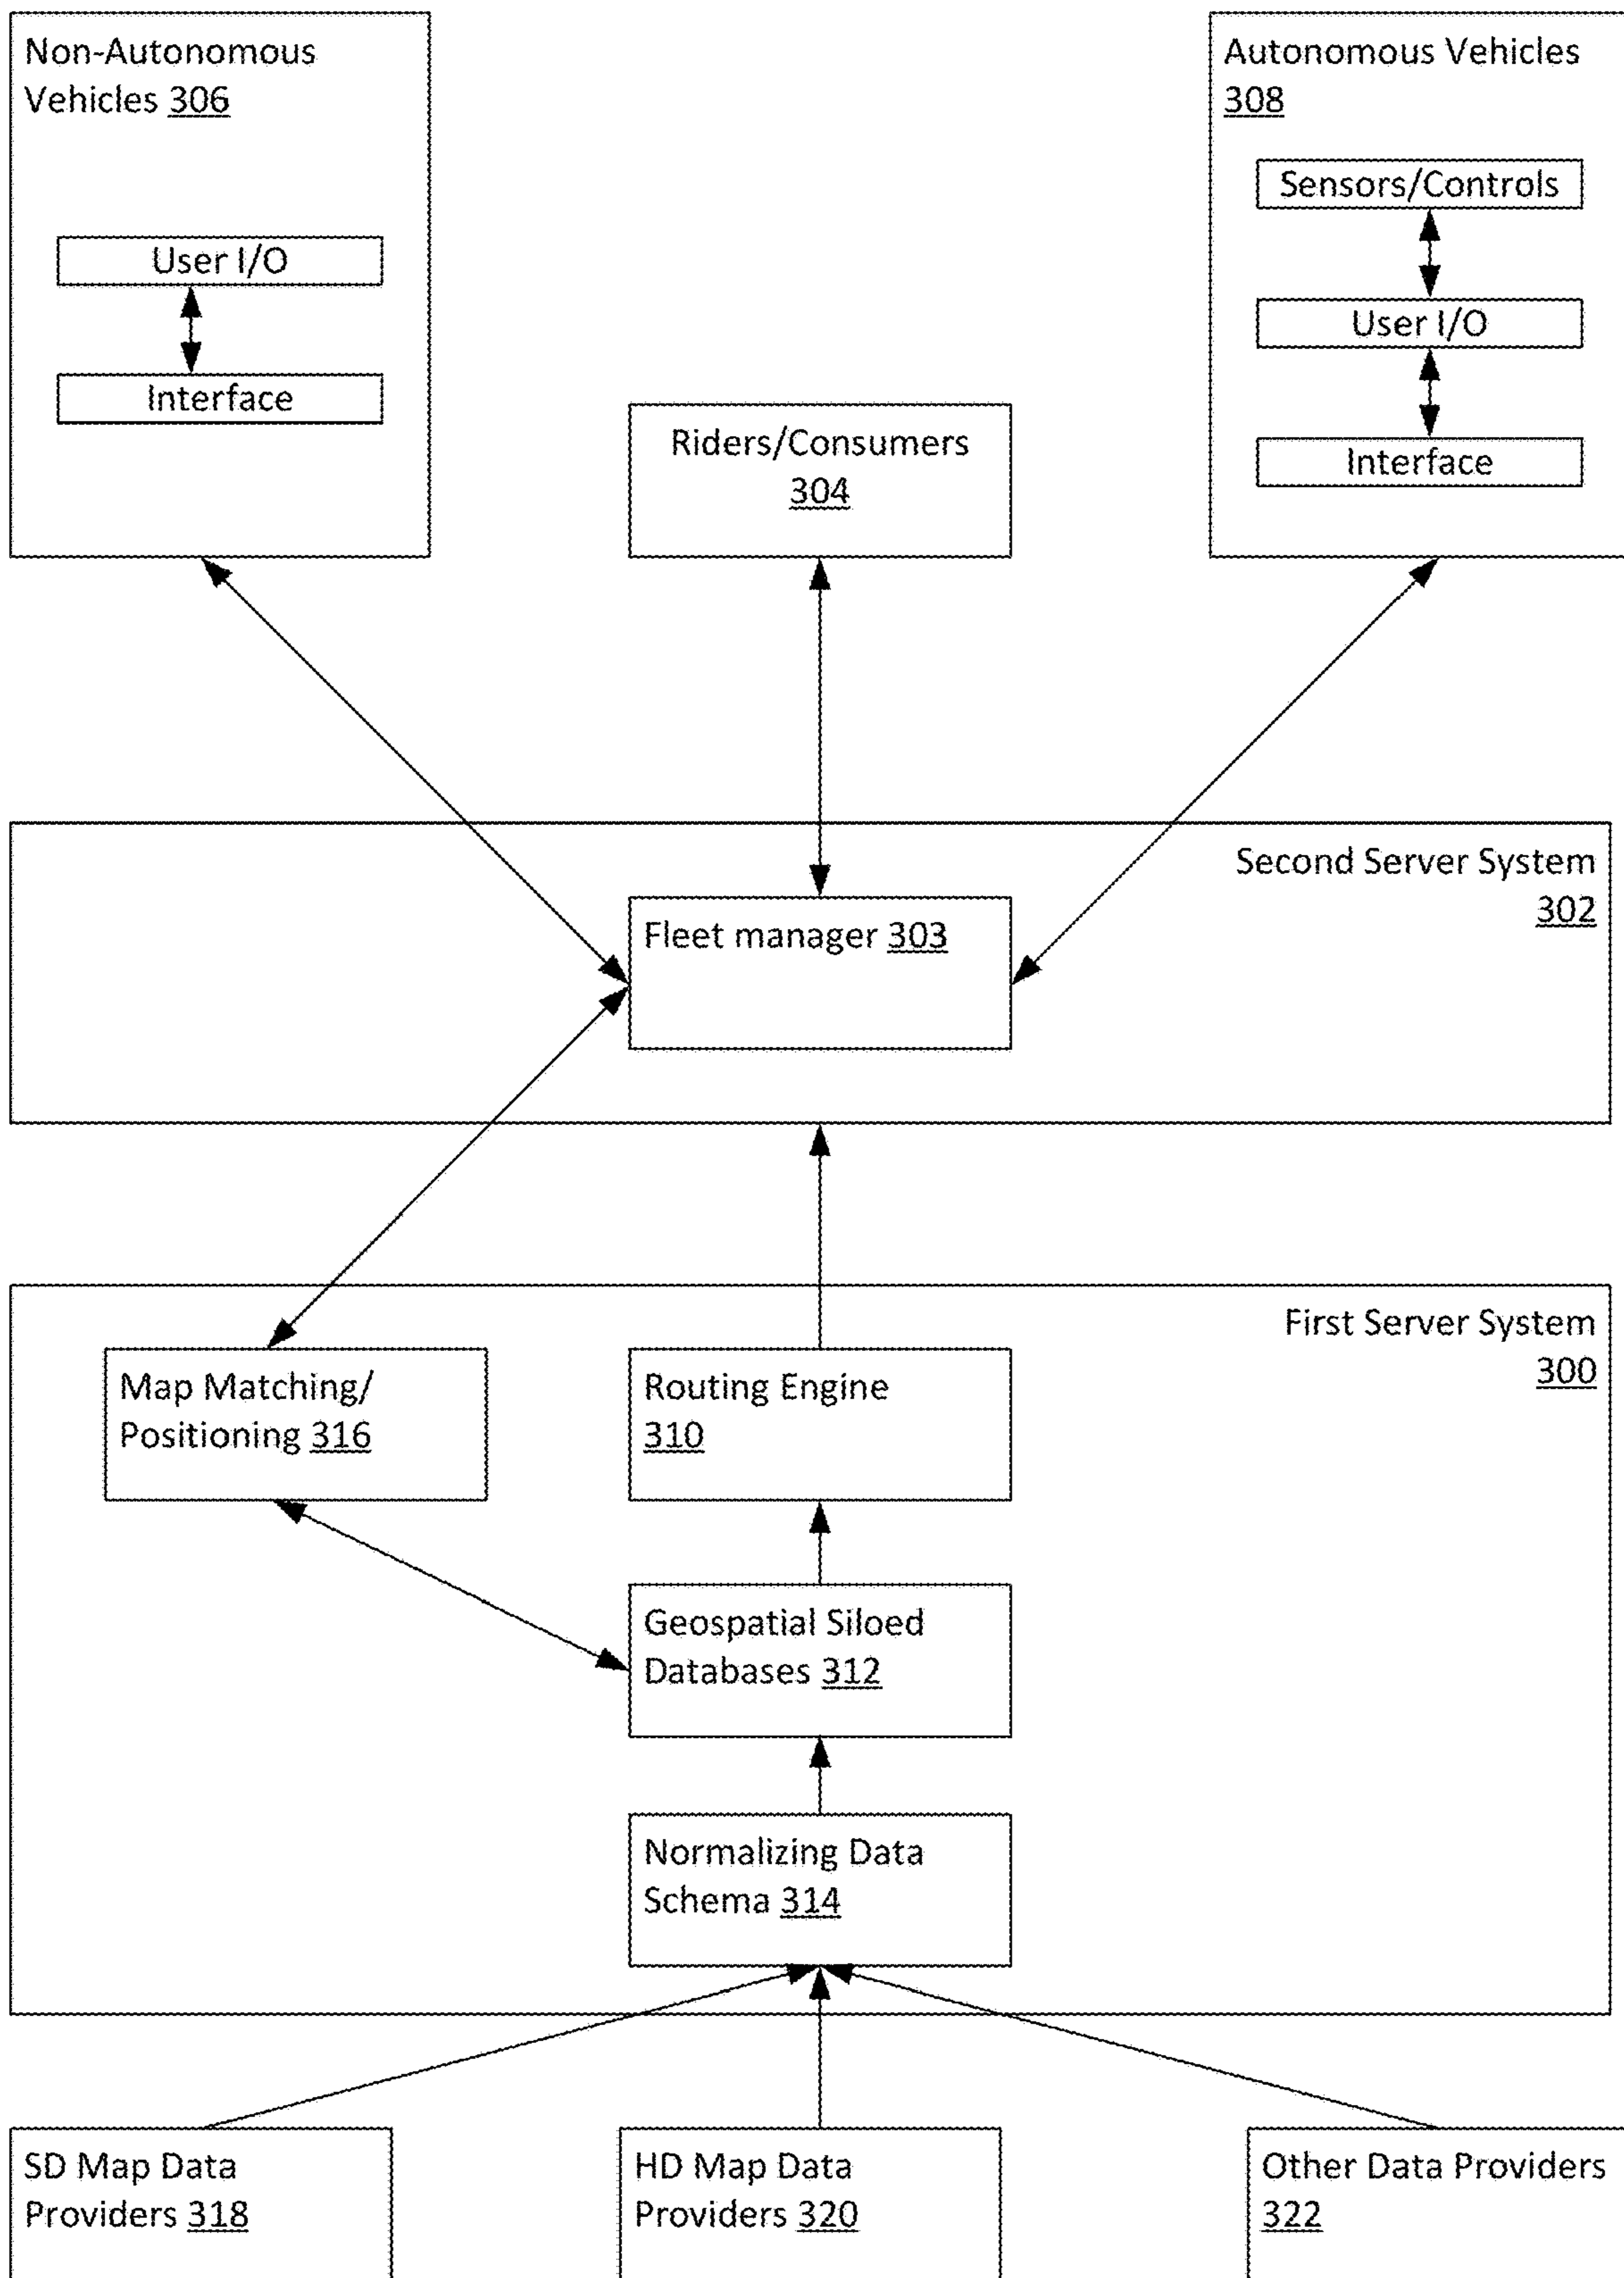 Non-Autonomous
Vehicles 306
User I/O
Interface
Autonomous Vehicles
308
Sensors/Controls
User I/O
Interface
Riders/Consumers
304
Second Server System
302
Fleet manager 303
First Server System
300
Map Matching/
Positioning 316
Routing Engine
310
Geospatial Siloed
Databases 312
Normalizing Data
Schema 314
SD Map Data
Providers 318
HD Map Data
Providers 320
Other Data Providers
322